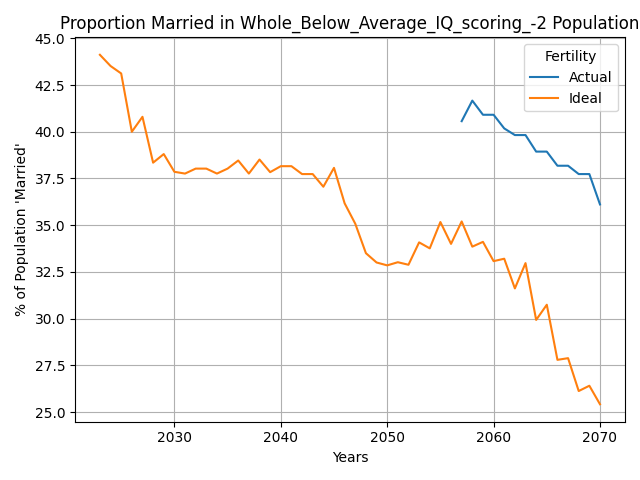 Proportion Married in Whole_Below_Average_IQ_scoring_-2 Population
45.0
42.5
40.0
37.5
35.0
32.5
30.0
27.5
25.0
% of Population 'Married'
Fertility
Actual
Ideal
2030
2040
2050
2060
2070
Years